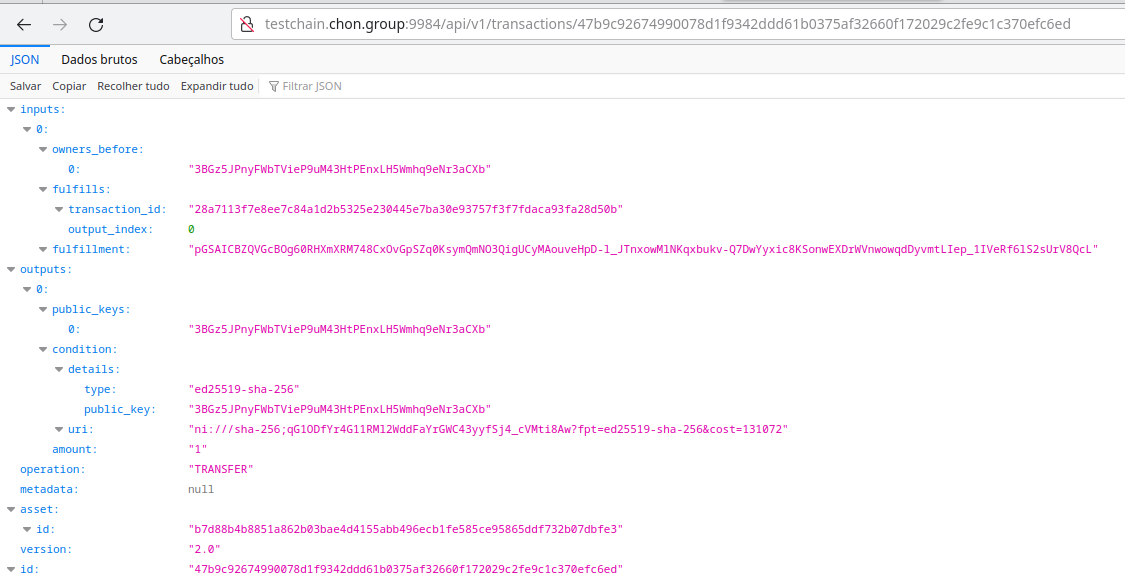 testchain.chon.group:9984/api/v1/transactions/47b9c92674990078d1f9342ddd61b0375af32660f172029c2fe9c1c370efc6ed
JSON Dados brutos Cabeçalhos
Salvar Copiar Recolher tudo Expandir tudo Filtrar JSON
inputs:
0:
owners_before:
0: "3BGz5JPnyFWbTVieP9uM43HtPEnxLH5Wmhq9eNr3aCXb"
fulfills:
transaction_id: "28a7113f7e8ee7c84a1d2b5325e230445e7ba30e93757f3f7fdaca93fa28d50b"
output_index: 0
fulfillment: "pGSAICBZQVGcBOg60RHXmXRM748CxOvGpSZq0KsymQmNO3QigUCyMAouveHpD-l_JTnxowMlNKqxbukv-Q7DwYyxic8KSonwEXDrWVnwowqdDyvmtLIep_1IVeRf6lS2sUrV8QcL"
outputs:
0:
public_keys:
0: "3BGz5JPnyFWbTVieP9uM43HtPEnxLH5Wmhq9eNr3aCXb"
condition:
details:
type: "ed25519-sha-256"
public_key: "3BGz5JPnyFWbTVieP9uM43HtPEnxLH5Wmhq9eNr3aCXb"
uri: "ni:///sha-256;qG1ODfYr4G11RMl2WddFaYrGWC43yyfSj4_cVMti8Aw?fpt=ed25519-sha-256&cost=131072"
amount: "1"
operation: "TRANSFER"
metadata: null
asset:
id: "b7d88b4b8851a862b03bae4d4155abb496ecb1fe585ce95865ddf732b07dbfe3"
version: "2.0"
id: "47b9c92674990078d1f9342ddd61b0375af32660f172029c2fe9c1c370efc6ed"